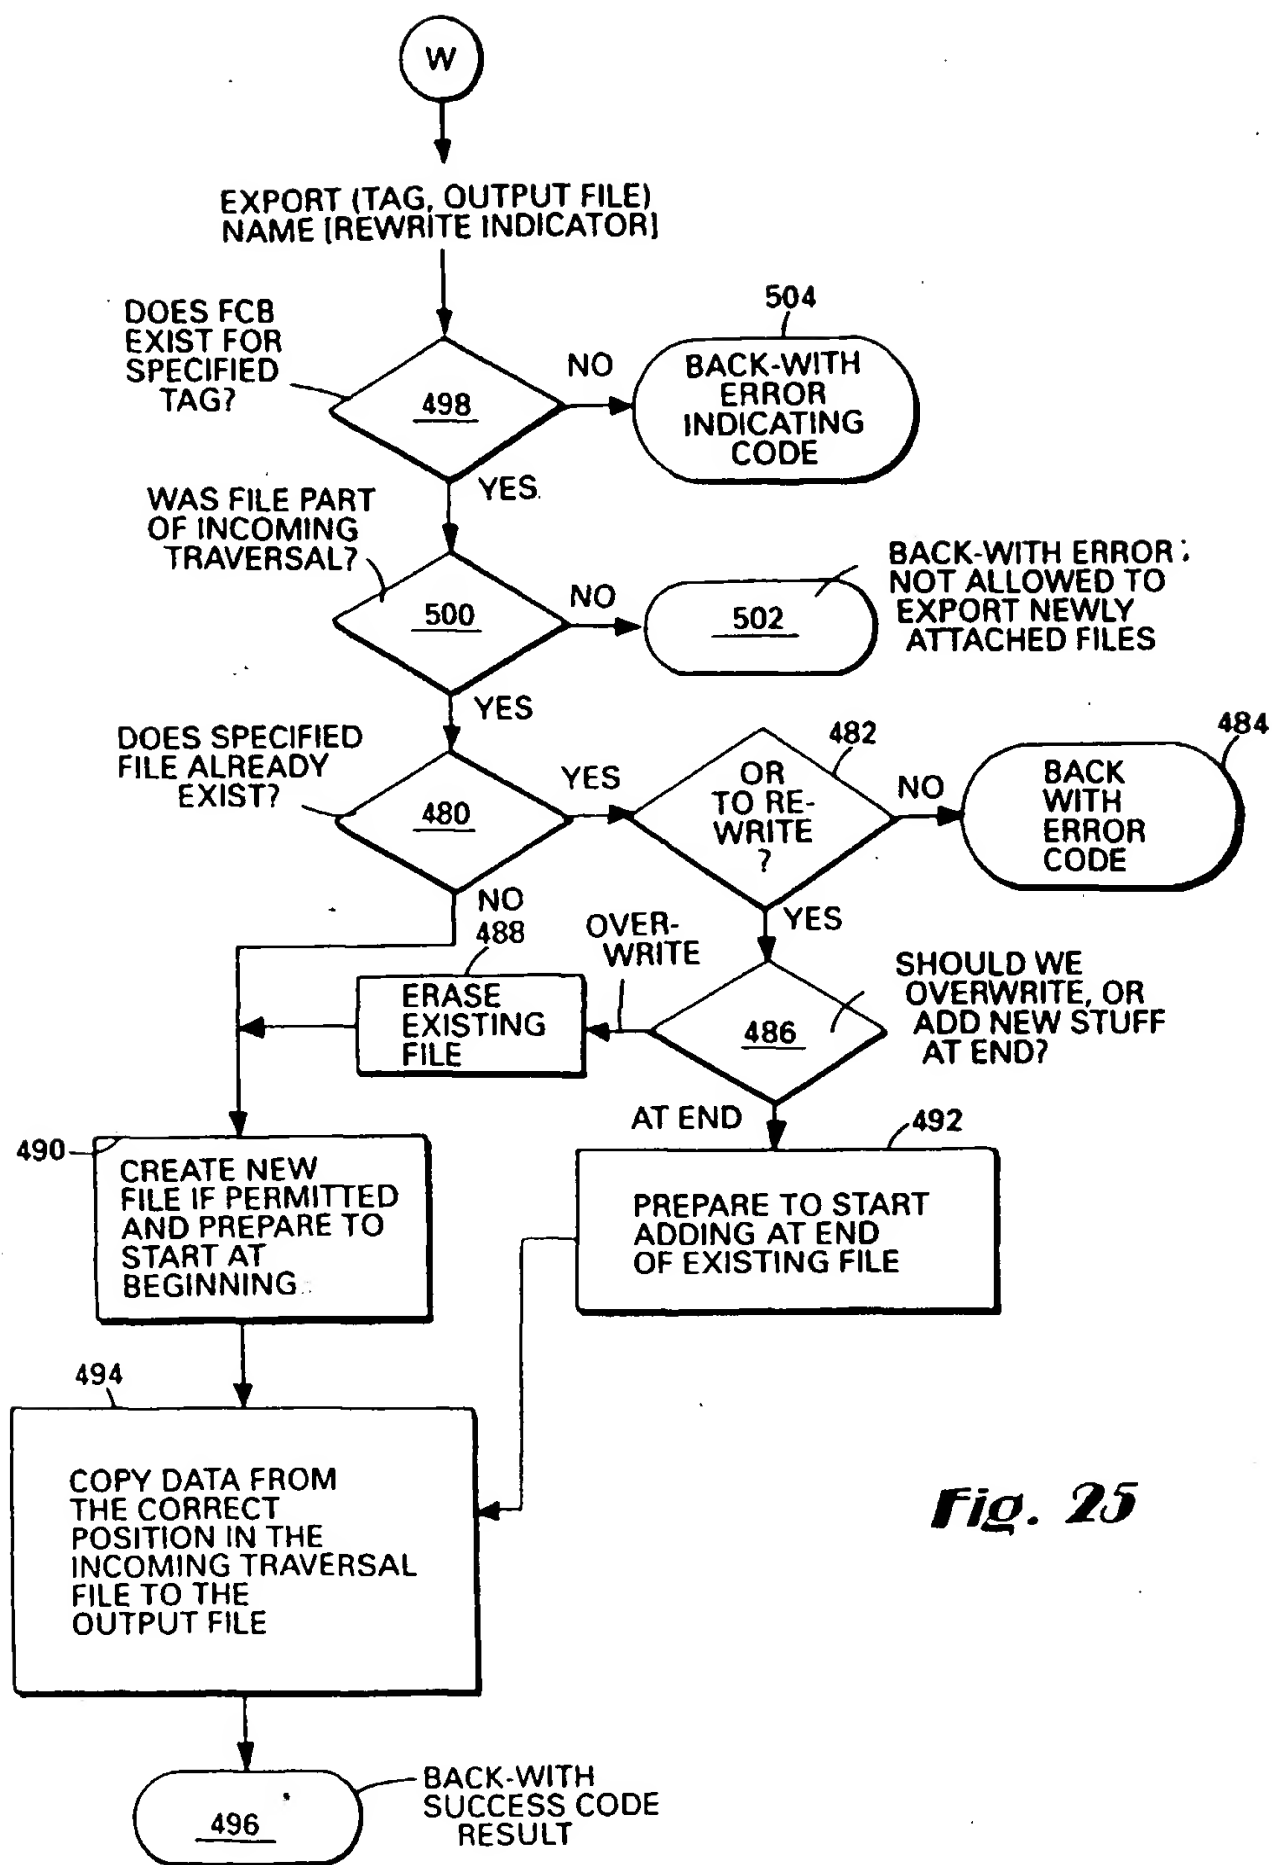 W
EXPORT (TAG, OUTPUT FILE)
NAME [REWRITE INDICATOR]
DOES FCB
EXIST FOR
SPECIFIED
TAG?
498
NO
504
BACK-WITH
ERROR
INDICATING
CODE
YES
WAS FILE PART
OF INCOMING
TRAVERSAL?
500
NO
502
BACK-WITH ERROR:
NOT ALLOWED TO
EXPORT NEWLY
ATTACHED FILES
YES
DOES SPECIFIED
FILE ALREADY
EXIST?
480
YES
482
OR
TO RE-
WRITE
?
NO
484
BACK
WITH
ERROR
CODE
NO
488
ERASE
EXISTING
FILE
OVER-
WRITE
YES
486
SHOULD WE
OVERWRITE, OR
ADD NEW STUFF
AT END?
AT END
490
CREATE NEW
FILE IF PERMITTED
AND PREPARE TO
START AT
BEGINNING
492
PREPARE TO START
ADDING AT END
OF EXISTING FILE
494
COPY DATA FROM
THE CORRECT
POSITION IN THE
INCOMING TRAVERSAL
FILE TO THE
OUTPUT FILE
Fig. 25
496
BACK-WITH
SUCCESS CODE
RESULT